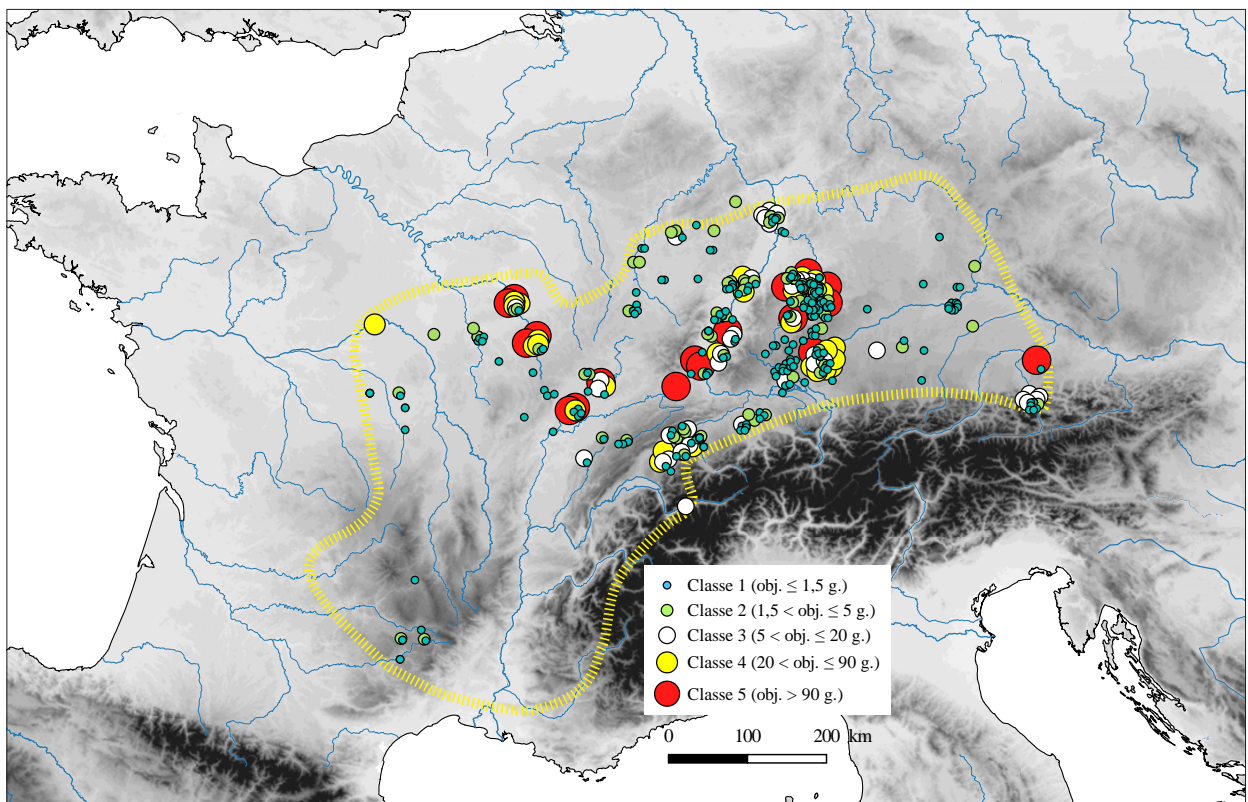 Classe 1 (obj. ≤ 1,5 g.)
Classe 2 (1,5 < obj. ≤ 5 g.)
Classe 3 (5 < obj. ≤ 20 g.)
Classe 4 (20 < obj. ≤ 90 g.)
Classe 5 (obj. > 90 g.)
0 100 200 km